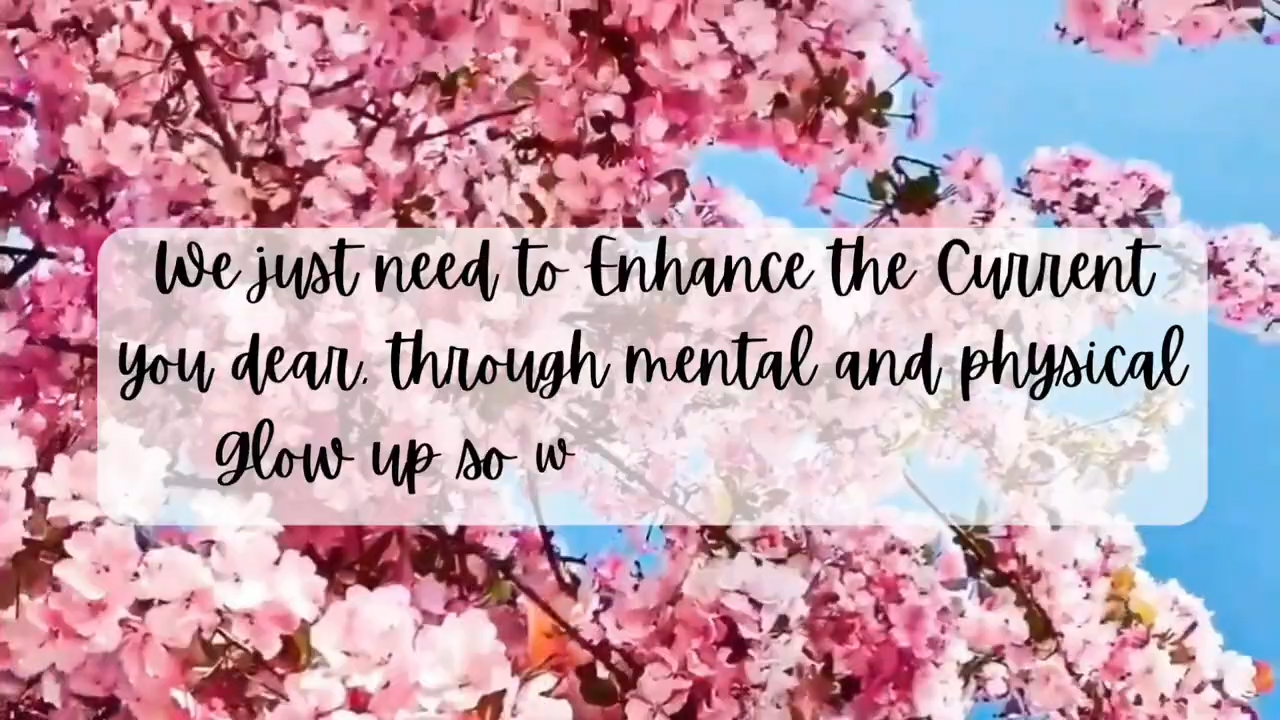 We just need to Enhance the Current
you dear, through mental and physical
Glow up so w